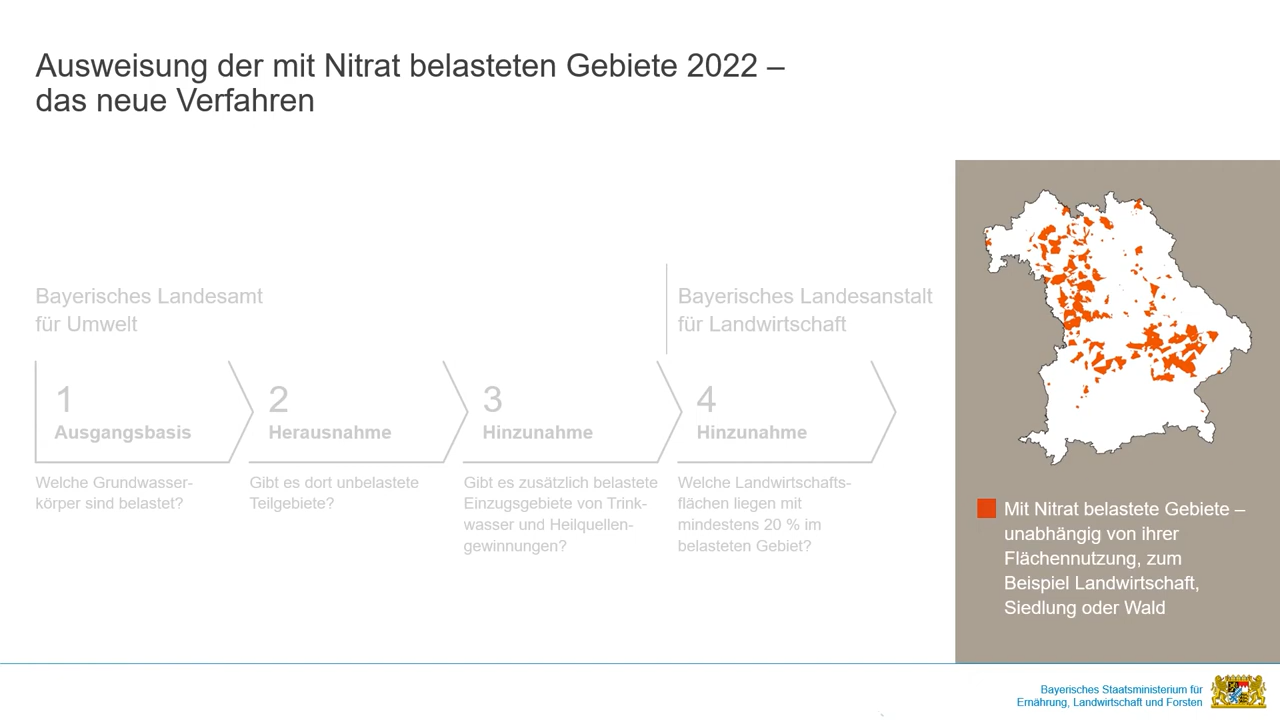 Ausweisung der mit Nitrat belasteten Gebiete 2022 –
das neue Verfahren
Bayerisches Landesamt
für Umwelt
Bayerisches Landesanstalt
für Landwirtschaft
1
Ausgangsbasis
2
Herausnahme
3
Hinzunahme
4
Hinzunahme
Welche Grundwasser-
körper sind belastet?
Gibt es dort unbelastete
Teilgebiete?
Gibt es zusätzlich belastete
Einzugsgebiete von Trink-
wasser und Heilquellen-
gewinnungen?
Welche Landwirtschafts-
flächen liegen mit
mindestens 20 % im
belasteten Gebiet?
Mit Nitrat belastete Gebiete –
unabhängig von ihrer
Flächennutzung, zum
Beispiel Landwirtschaft,
Siedlung oder Wald
Bayerisches Staatsministerium für
Ernährung, Landwirtschaft und Forsten